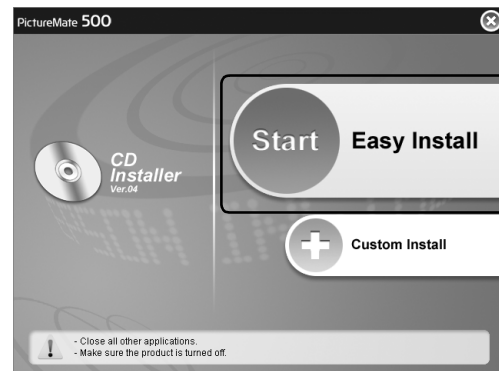 PictureMate 500
Start
Easy Install
CD
Installer
Ver.04
Custom Install
- Close all other applications.
- Make sure the product is turned off.